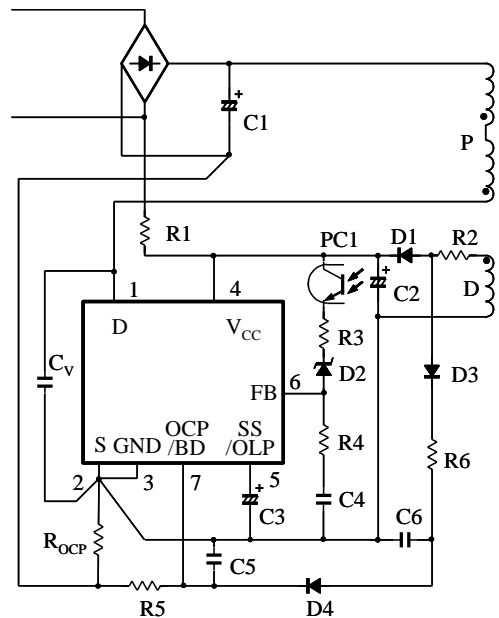 C1
P
R1
PC1
D1
R2
1
4
C2
D
D
VCC
R3
CV
D2
D3
FB
6
OCP
/BD
SS
/OLP
S
GND
R4
R6
2
3
7
5
C3
C4
C6
ROCP
C5
R5
D4